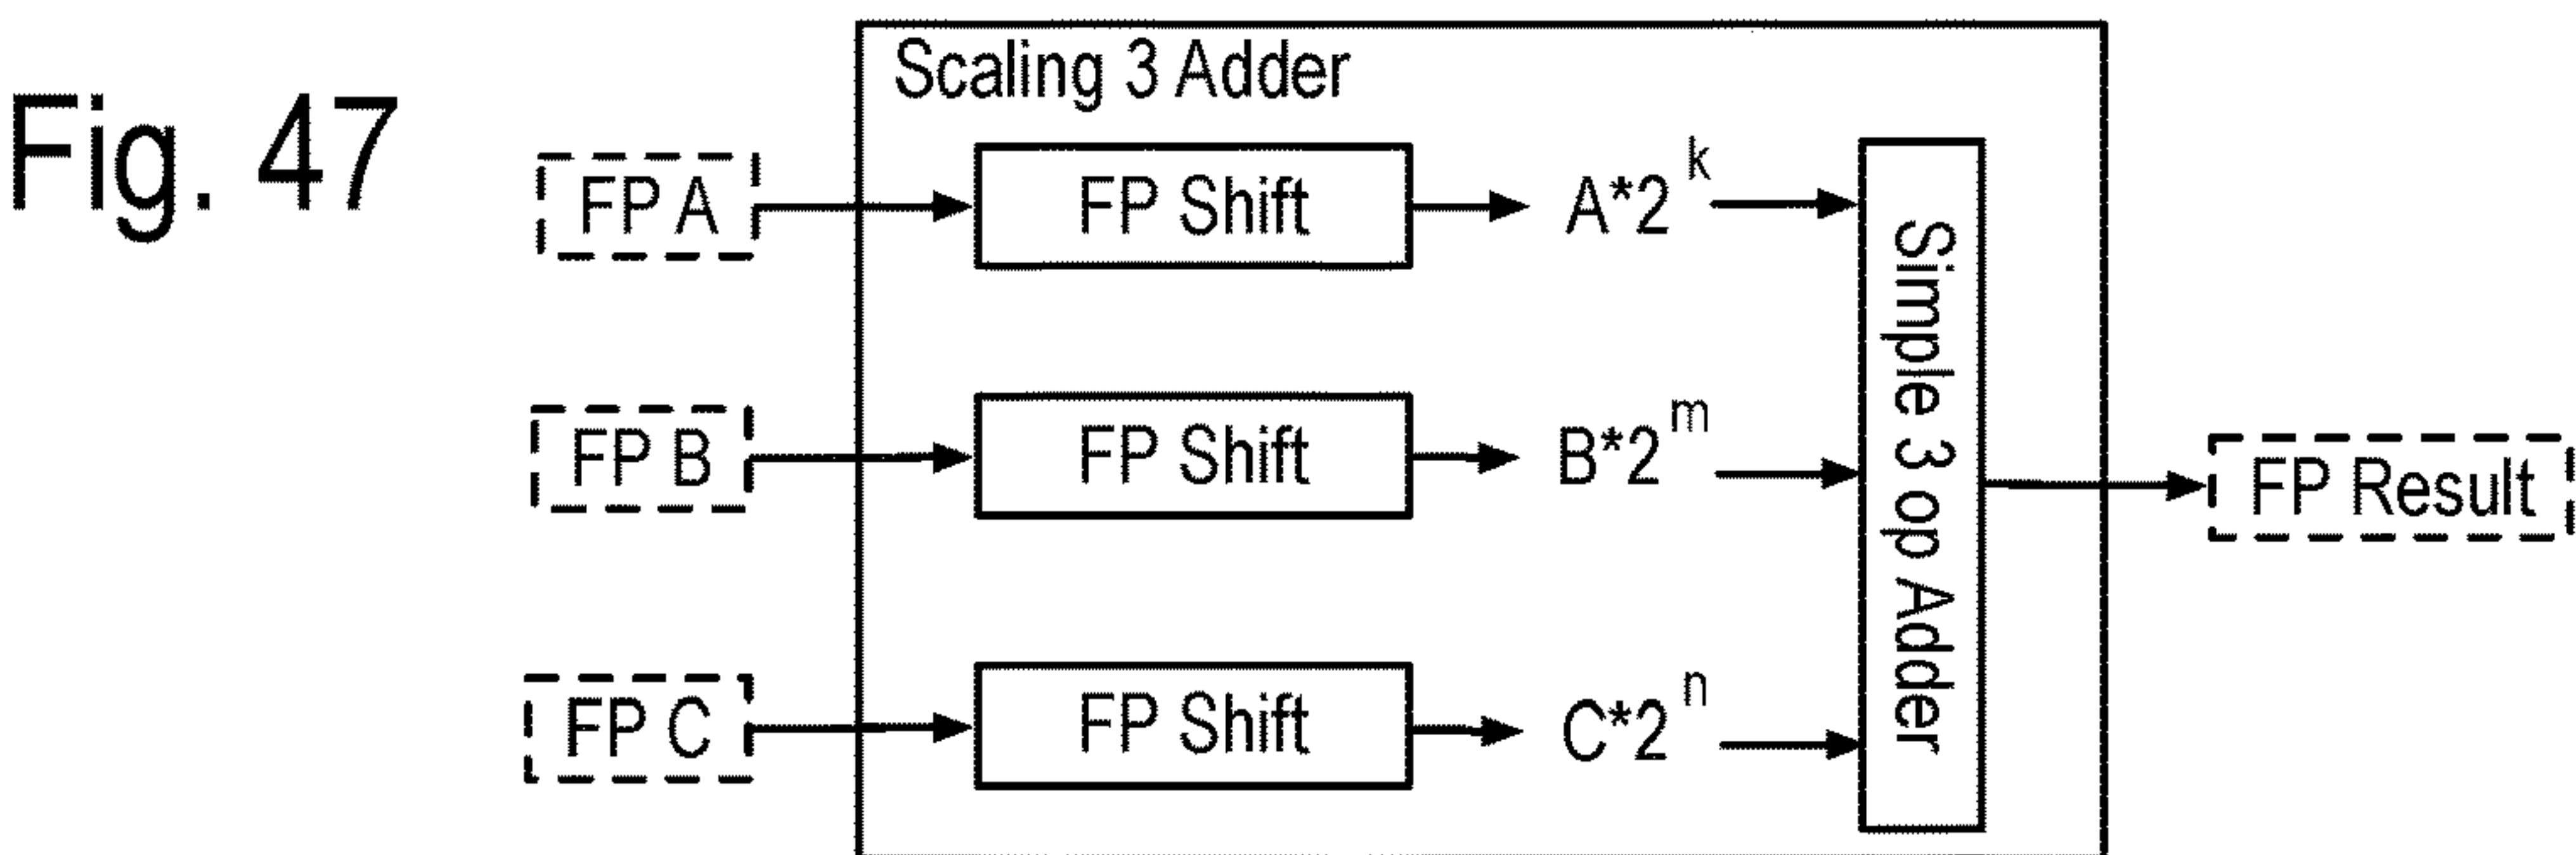 Fig. 47
Scaling 3 Adder
FP A
FP Shift
A*2^k
FP B
FP Shift
B*2^m
FP C
FP Shift
C*2^n
Simple 3 op Adder
FP Result